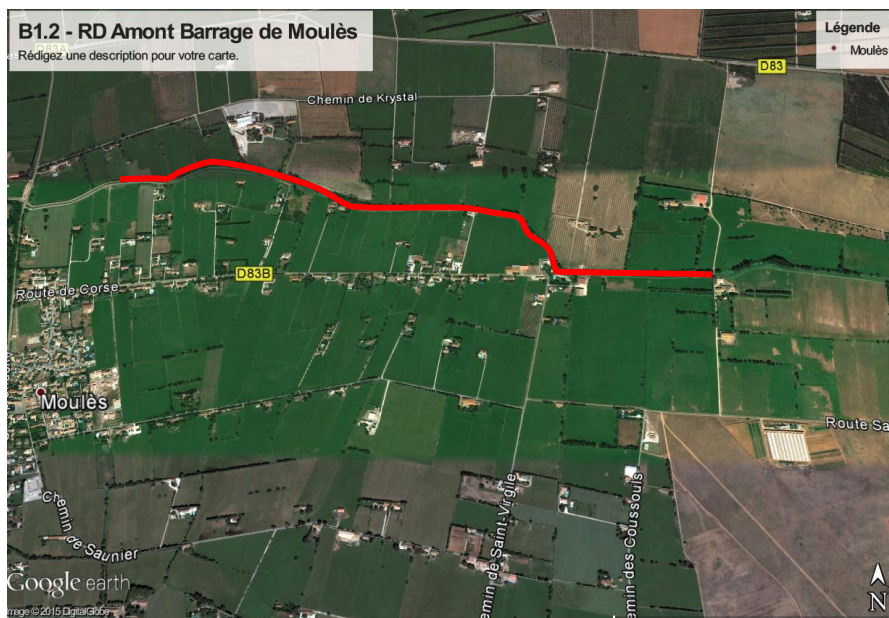 B1.2 - RD Amont Barrage de Moulès
Rédigez une description pour votre carte.
Légende
Moulès
D83A
D83
Chemin de Krystal
D83B
Route de Corse
Moulès
Route Sa
Chemin de Saunier
emin de Saint-Virgile
emin des Coussouls
Google earth
mage © 2015 DigitalGlobe
N